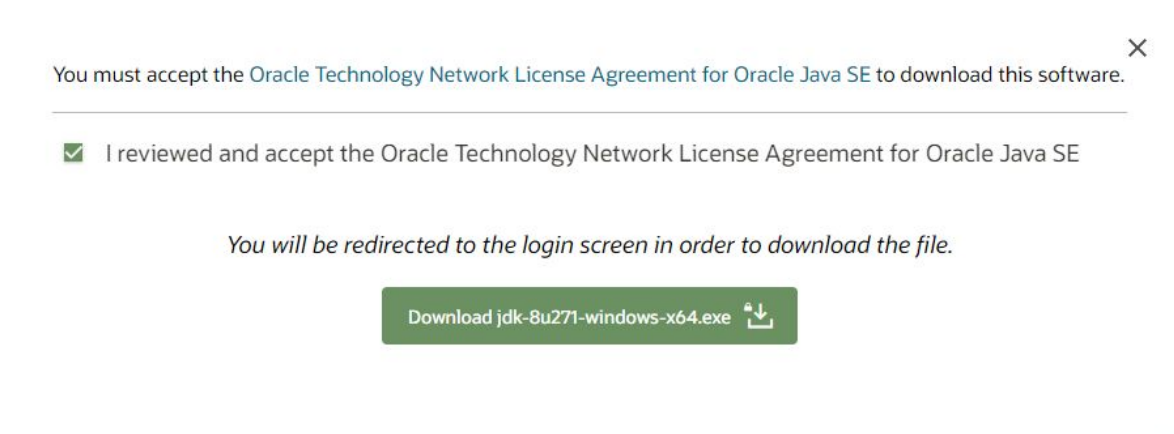 You must accept the Oracle Technology Network License Agreement for Oracle Java SE to download this software.
I reviewed and accept the Oracle Technology Network License Agreement for Oracle Java SE
You will be redirected to the login screen in order to download the file.
Download jdk-8u271-windows-x64.exe